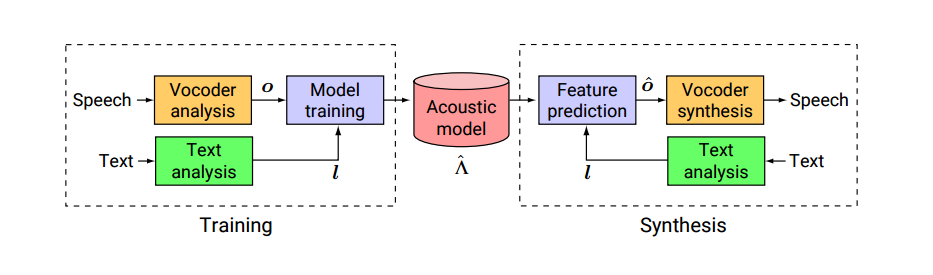 Speech
Vocoder
analysis
o
Model
training
Text
Text
analysis
l
Training
Acoustic
model
Λ̂
Feature
prediction
ô
Vocoder
synthesis
Speech
l
Text
analysis
Text
Synthesis